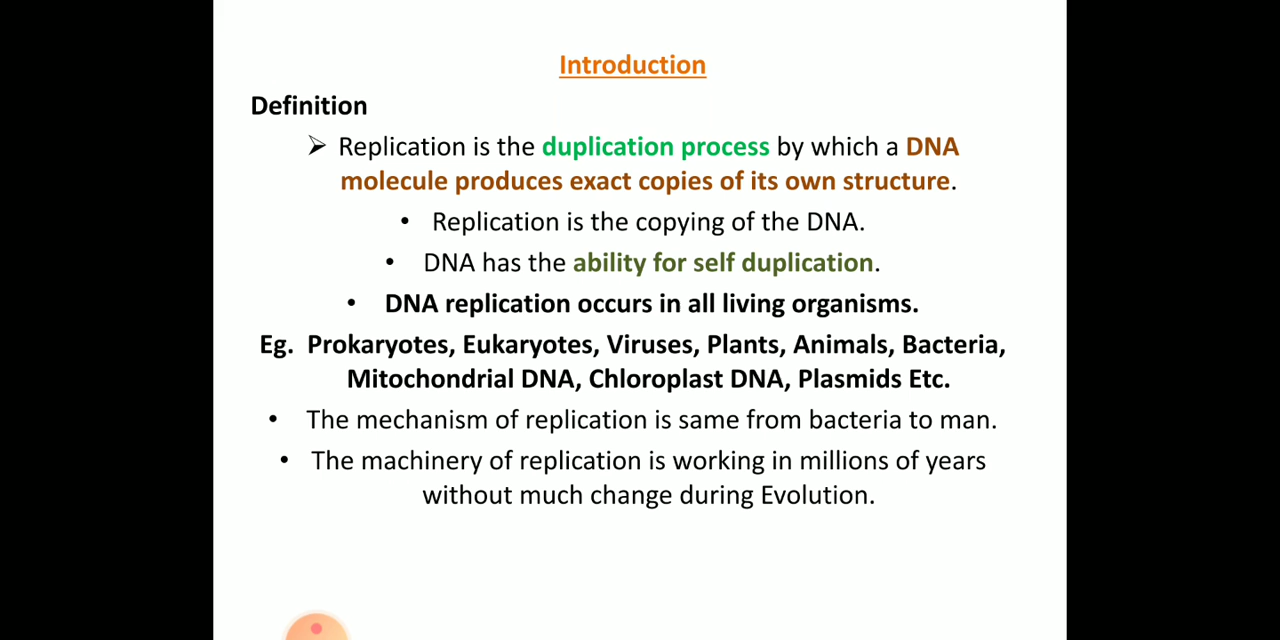 Introduction
Definition
➢ Replication is the duplication process by which a DNA
molecule produces exact copies of its own structure.
• Replication is the copying of the DNA.
• DNA has the ability for self duplication.
• DNA replication occurs in all living organisms.
Eg. Prokaryotes, Eukaryotes, Viruses, Plants, Animals, Bacteria,
Mitochondrial DNA, Chloroplast DNA, Plasmids Etc.
• The mechanism of replication is same from bacteria to man.
• The machinery of replication is working in millions of years
without much change during Evolution.